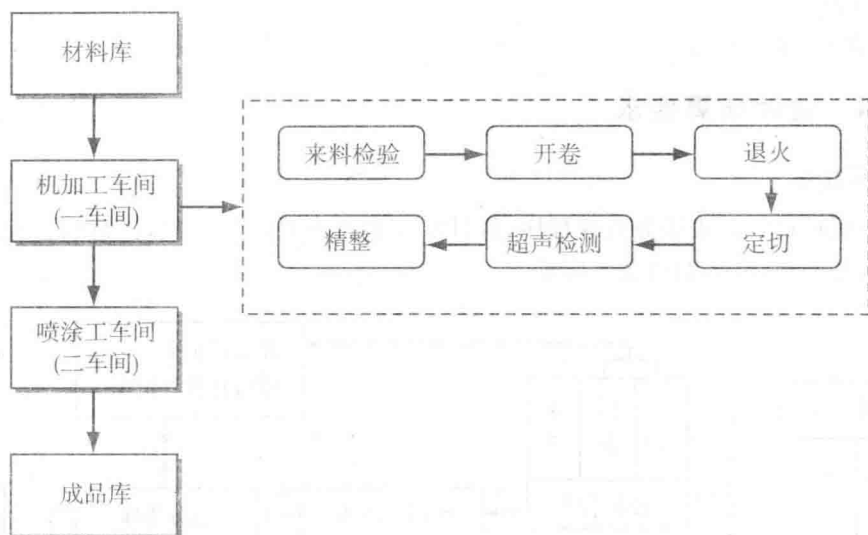 材料库
机加工车间
(一车间)
来料检验
开卷
退火
精整
超声检测
定切
喷涂工车间
(二车间)
成品库